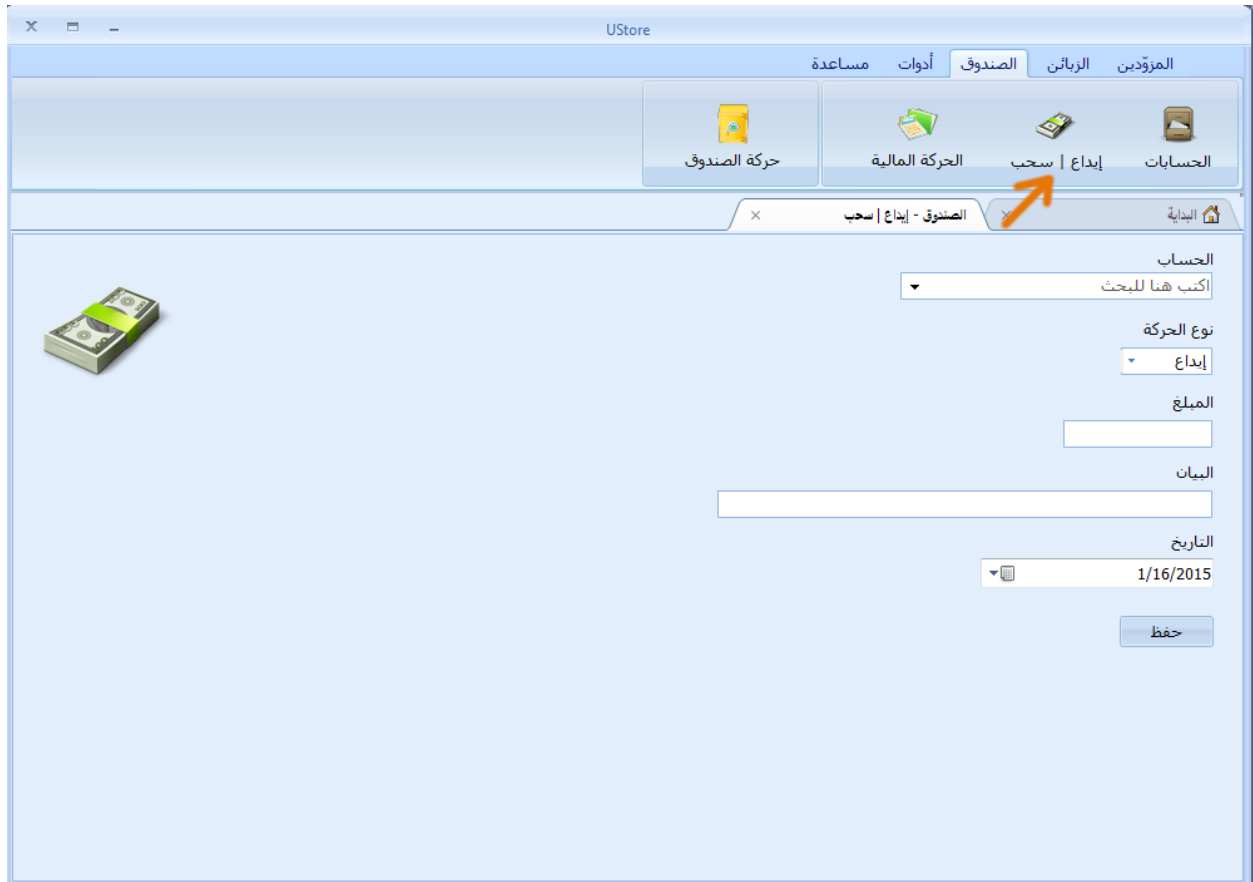 UStore
المزوّدين الزبائن الصندوق أدوات مساعدة
الحسابات إيداع | سحب الحركة المالية حركة الصندوق
البداية الصندوق - إيداع | سحب
الحساب
اكتب هنا للبحث
نوع الحركة
إيداع
المبلغ
البيان
التاريخ
1/16/2015
حفظ